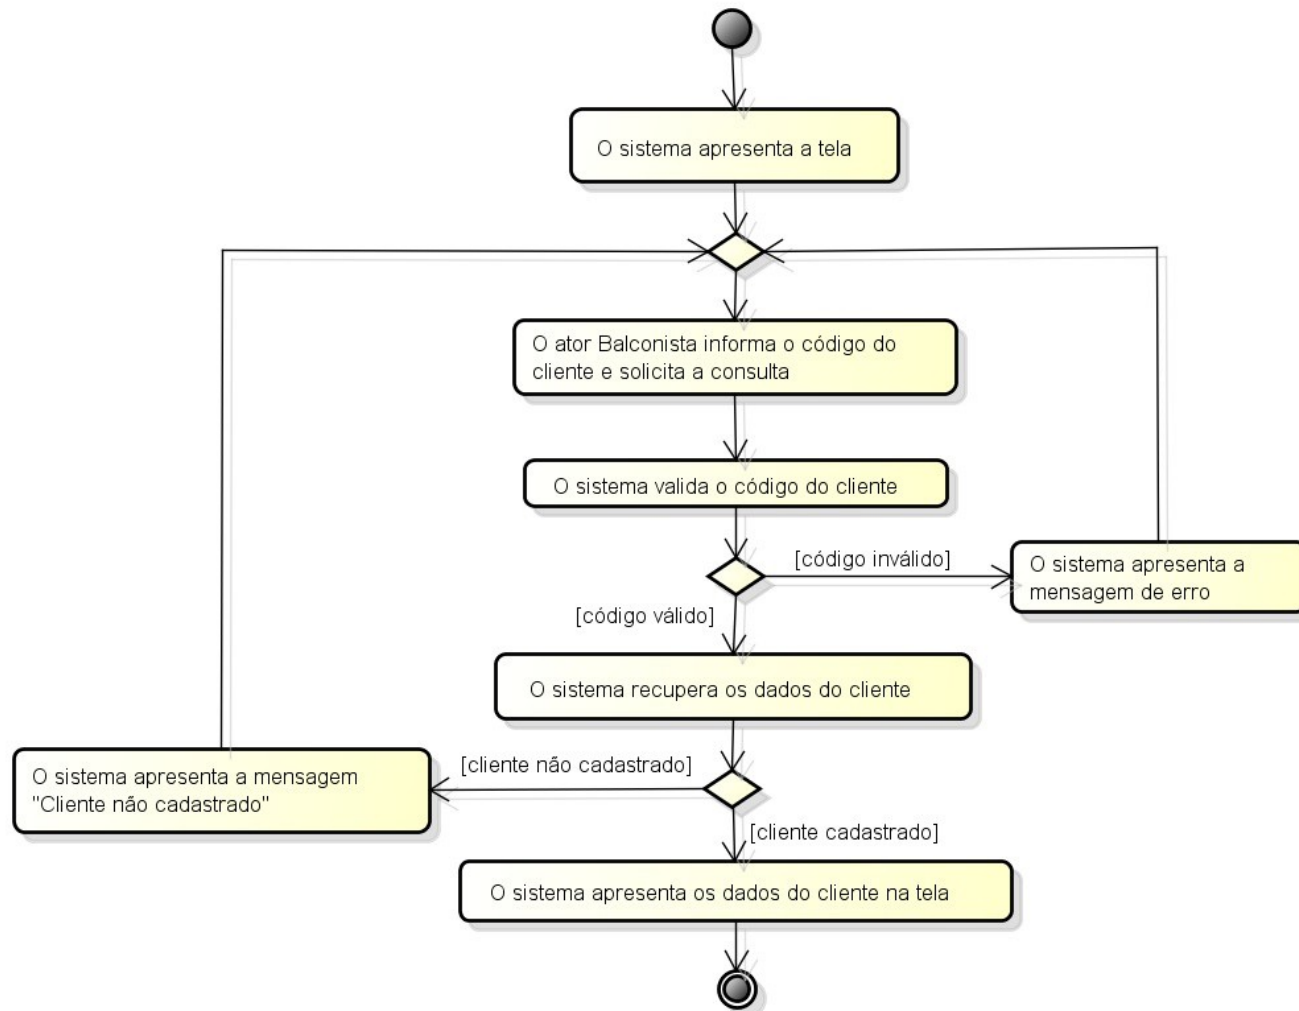 O sistema apresenta a tela
O ator Balconista informa o código do
cliente e solicita a consulta
O sistema valida o código do cliente
[código inválido]
O sistema apresenta a
mensagem de erro
[código válido]
O sistema recupera os dados do cliente
[cliente não cadastrado]
O sistema apresenta a mensagem
"Cliente não cadastrado"
[cliente cadastrado]
O sistema apresenta os dados do cliente na tela